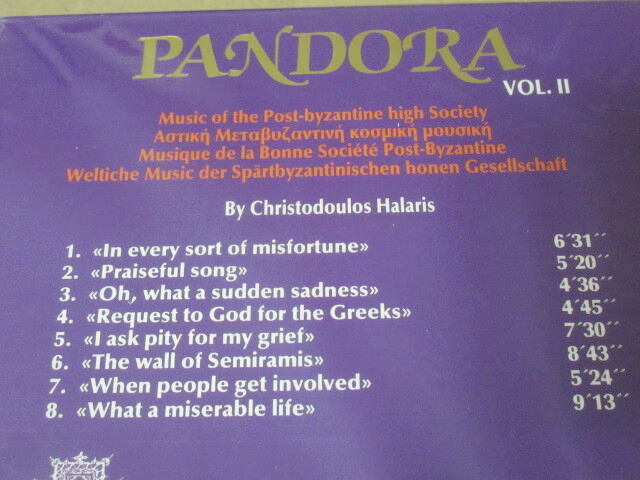 PANDORA
VOL. II
Music of the Post-byzantine high Society
Αστική Μεταβυζαντινή κοσμική μουσική
Musique de la Bonne Société Post-Byzantine
Weltiche Music der Spärtbyzantinischen honen Gesellschaft
By Christodoulos Halaris
1. «In every sort of misfortune» 6´31´´
2. «Praiseful song» 5´20´´
3. «Oh, what a sudden sadness» 4´36´´
4. «Request to God for the Greeks» 4´45´´
5. «I ask pity for my grief» 7´30´´
6. «The wall of Semiramis» 8´43´´
7. «When people get involved» 5´24´´
8. «What a miserable life» 9´13´´